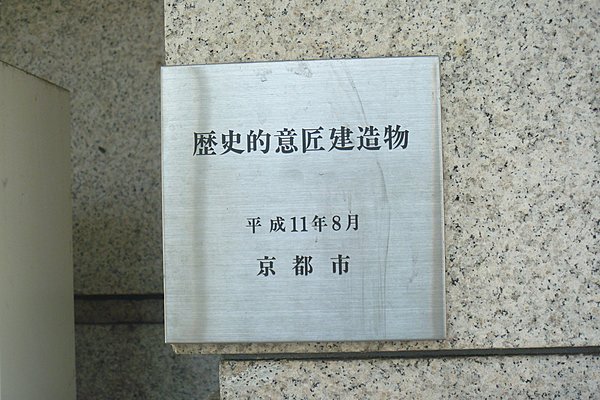 歴史的意匠建造物
平成11年8月
京都市